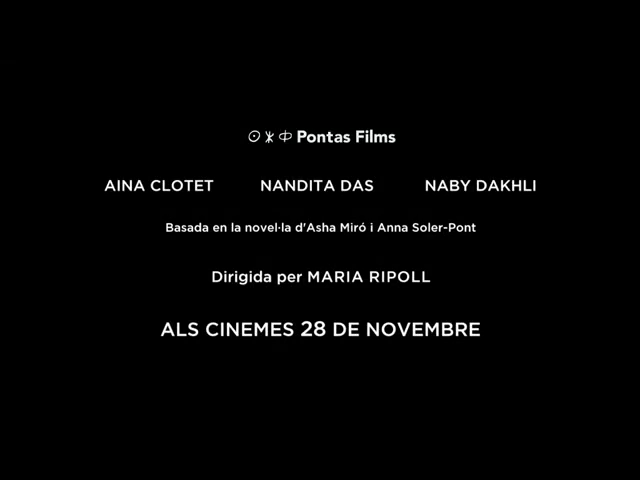 Pontas Films
AINA CLOTET NANDITA DAS NABY DAKHLI
Basada en la novel·la d'Asha Miró i Anna Soler-Pont
Dirigida per MARIA RIPOLL
ALS CINEMES 28 DE NOVEMBRE